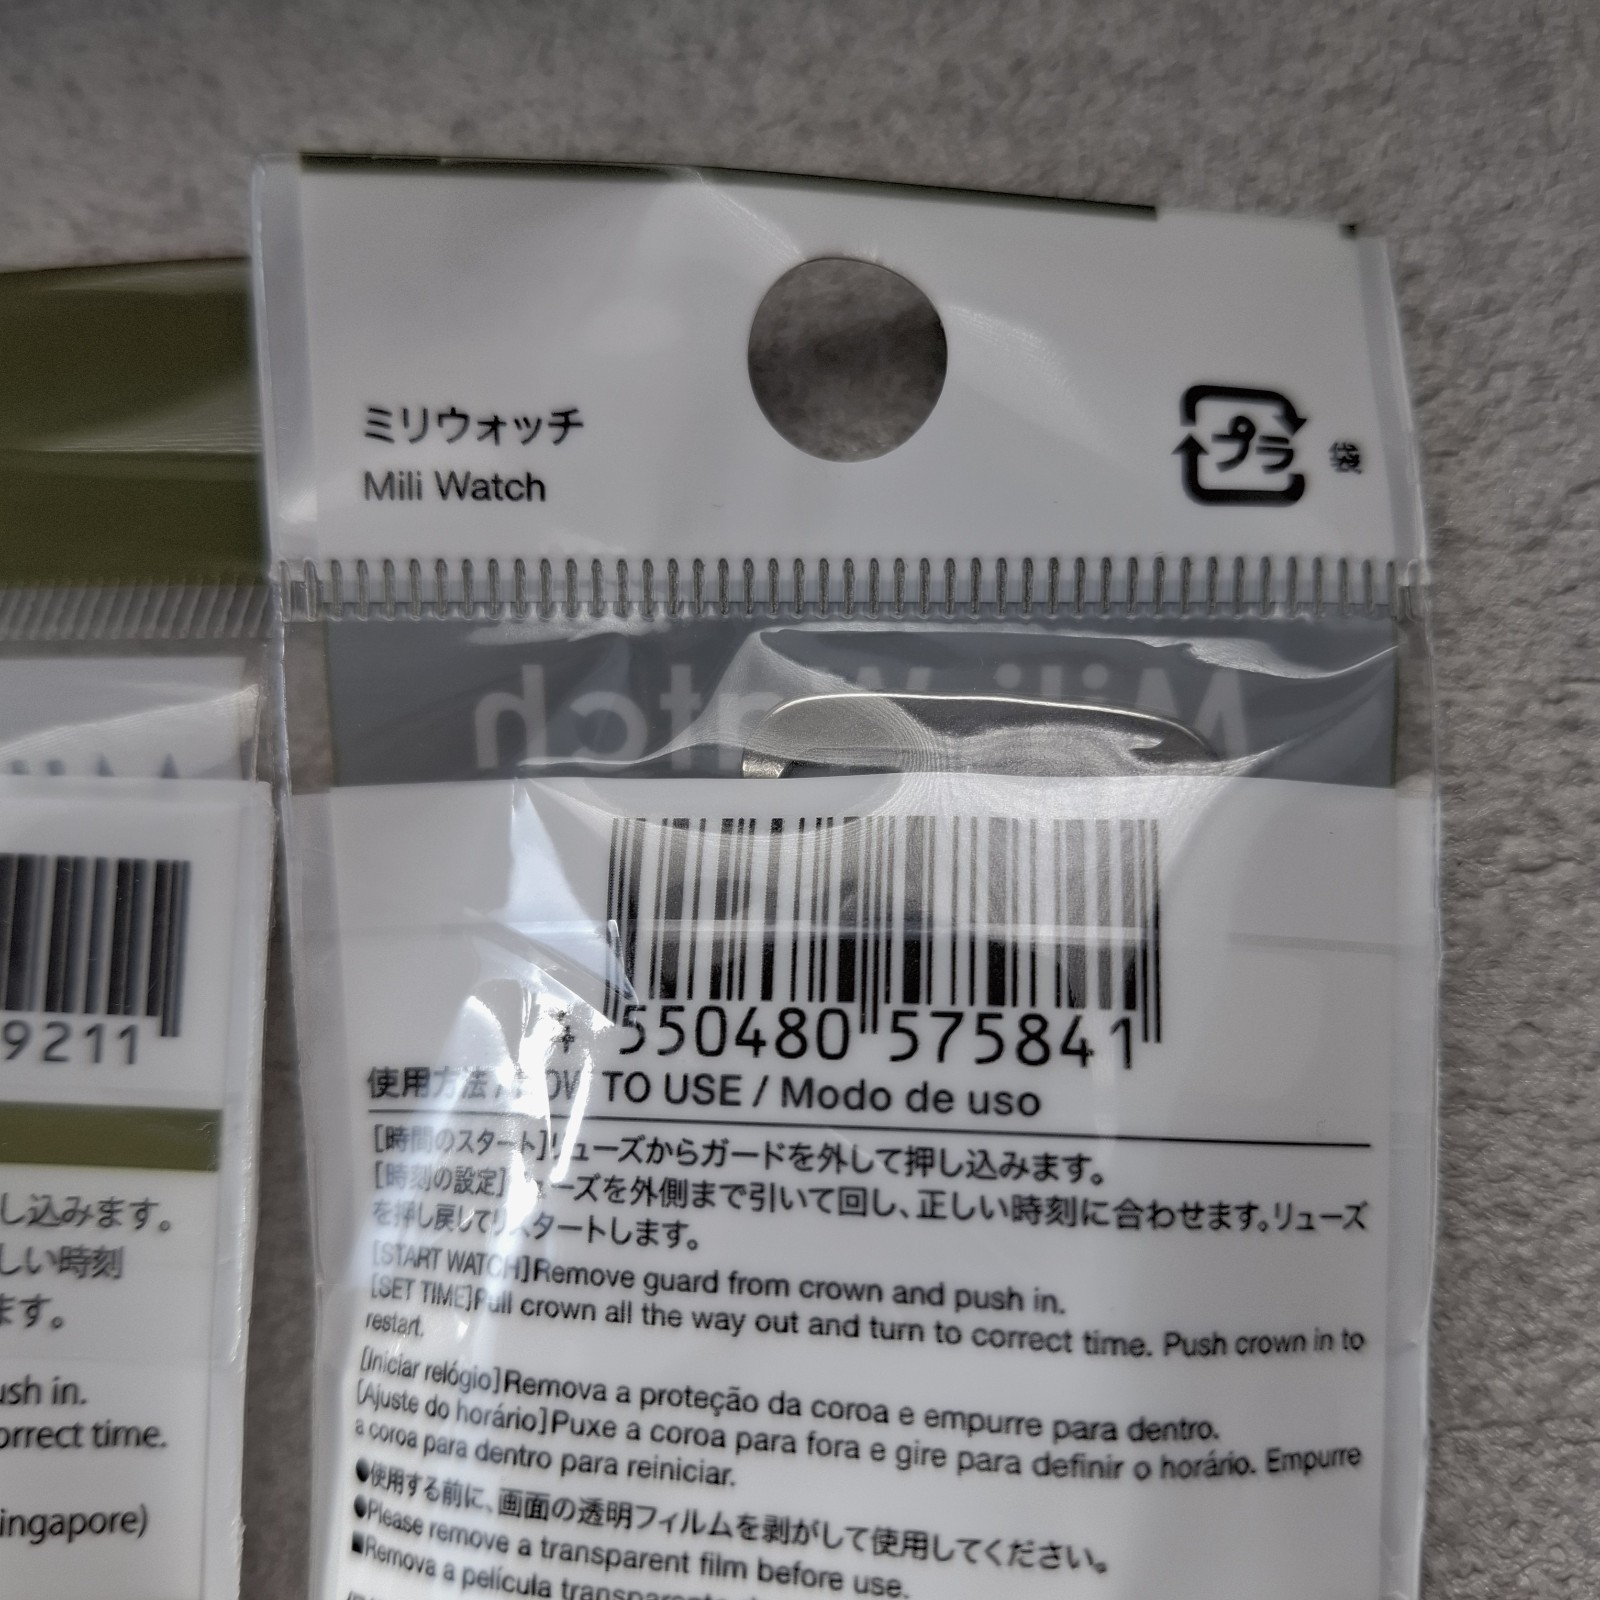 ミリウォッチ
Mili Watch
プラ
袋
Mili Watch
4 550480 575841
使用方法 / HOW TO USE / Modo de uso
[時間のスタート]リューズからガードを外して押し込みます。
[時刻の設定]リューズを外側まで引いて回し、正しい時刻に合わせます。リューズ
を押し戻してリスタートします。
[START WATCH]Remove guard from crown and push in.
[SET TIME]Pull crown all the way out and turn to correct time. Push crown in to
restart.
[Iniciar relógio]Remova a proteção da coroa e empurre para dentro.
[Ajuste do horário]Puxe a coroa para fora e gire para definir o horário. Empurre
a coroa para dentro para reiniciar.
●使用する前に、画面の透明フィルムを剥がして使用してください。
●Please remove a transparent film before use.
■Remova a película transparente
9211
し込みます。
しい時刻
ます。
ush in.
orrect time.
ingapore)